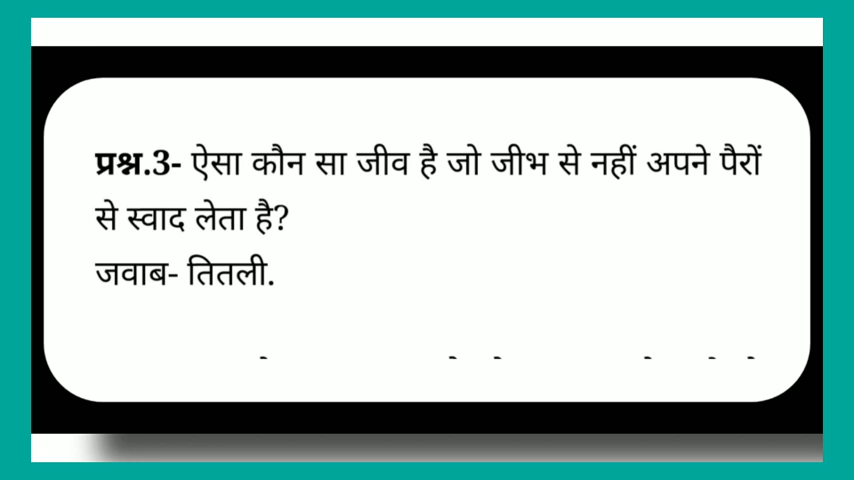 प्रश्न.3- ऐसा कौन सा जीव है जो जीभ से नहीं अपने पैरों
से स्वाद लेता है?
जवाब- तितली.